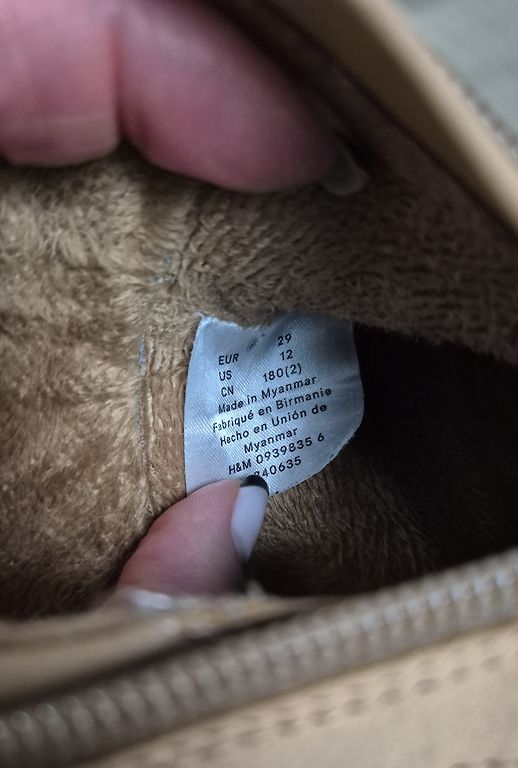 EUR 29
US 12
CN 180(2)
Made in Myanmar
Fabriqué en Birmanie
Hecho en Unión de
Myanmar
H&M 0939835 6